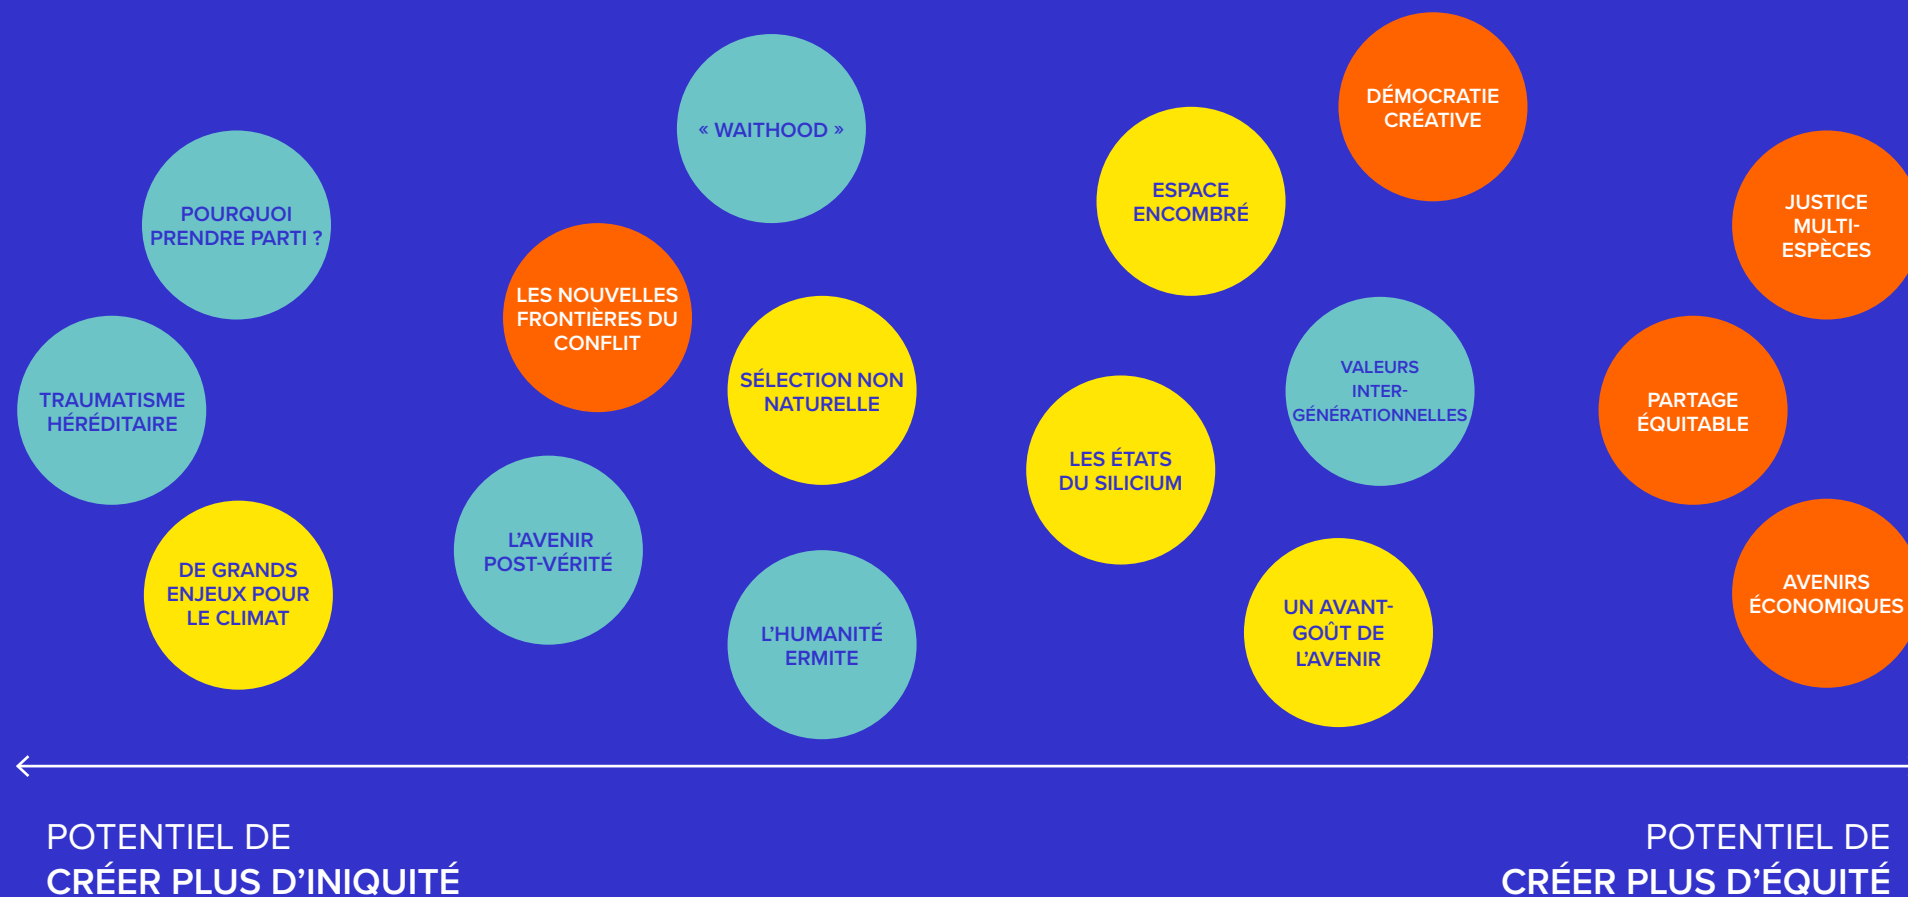 DÉMOCRATIE
CRÉATIVE
« WAITHOOD »
ESPACE
ENCOMBRÉ
POURQUOI
PRENDRE PARTI ?
JUSTICE
MULTI-
ESPÈCES
LES NOUVELLES
FRONTIÈRES DU
CONFLIT
SÉLECTION NON
NATURELLE
VALEURS
INTER-
GÉNÉRATIONNELLES
TRAUMATISME
HÉRÉDITAIRE
PARTAGE
ÉQUITABLE
LES ÉTATS
DU SILICIUM
L’AVENIR
POST-VÉRITÉ
DE GRANDS
ENJEUX POUR
LE CLIMAT
AVENIRS
ÉCONOMIQUES
UN AVANT-
GOÛT DE
L’AVENIR
L’HUMANITÉ
ERMITE
POTENTIEL DE
CRÉER PLUS D’INIQUITÉ
POTENTIEL DE
CRÉER PLUS D’ÉQUITÉ